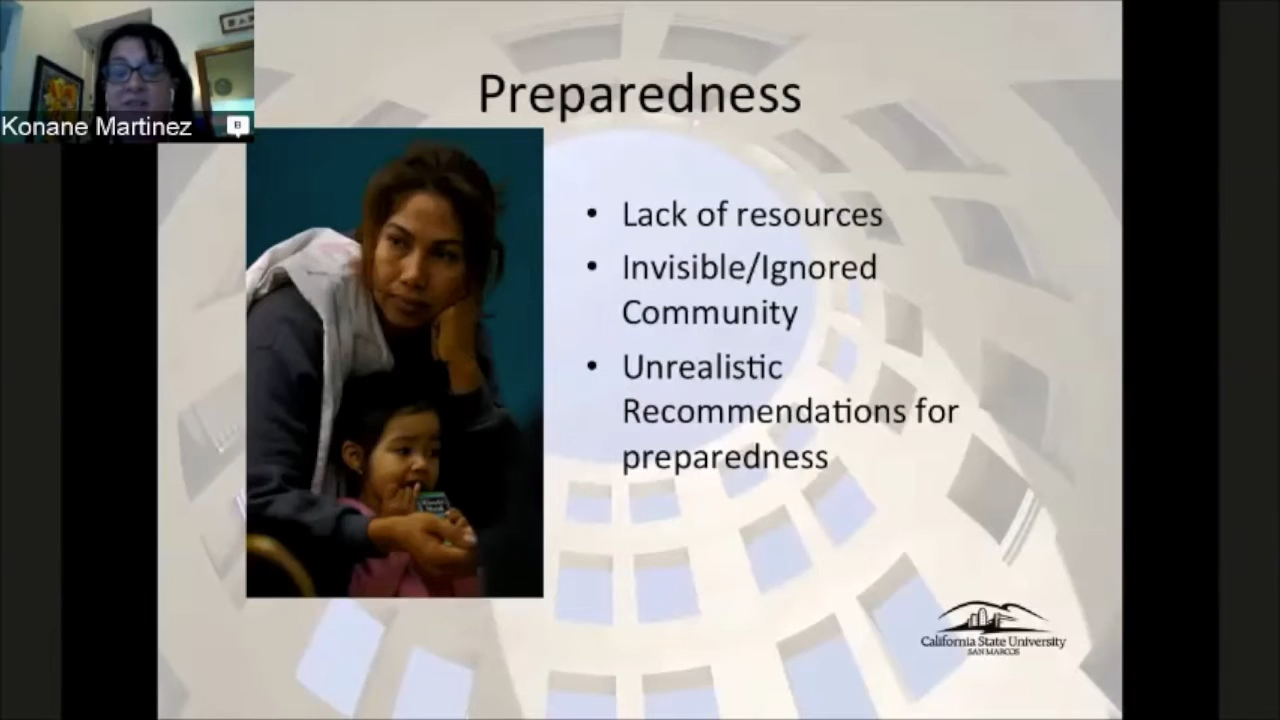 Preparedness
Konane Martinez
• Lack of resources
• Invisible/Ignored
Community
• Unrealistic
Recommendations for
preparedness
California State University
SAN MARCOS